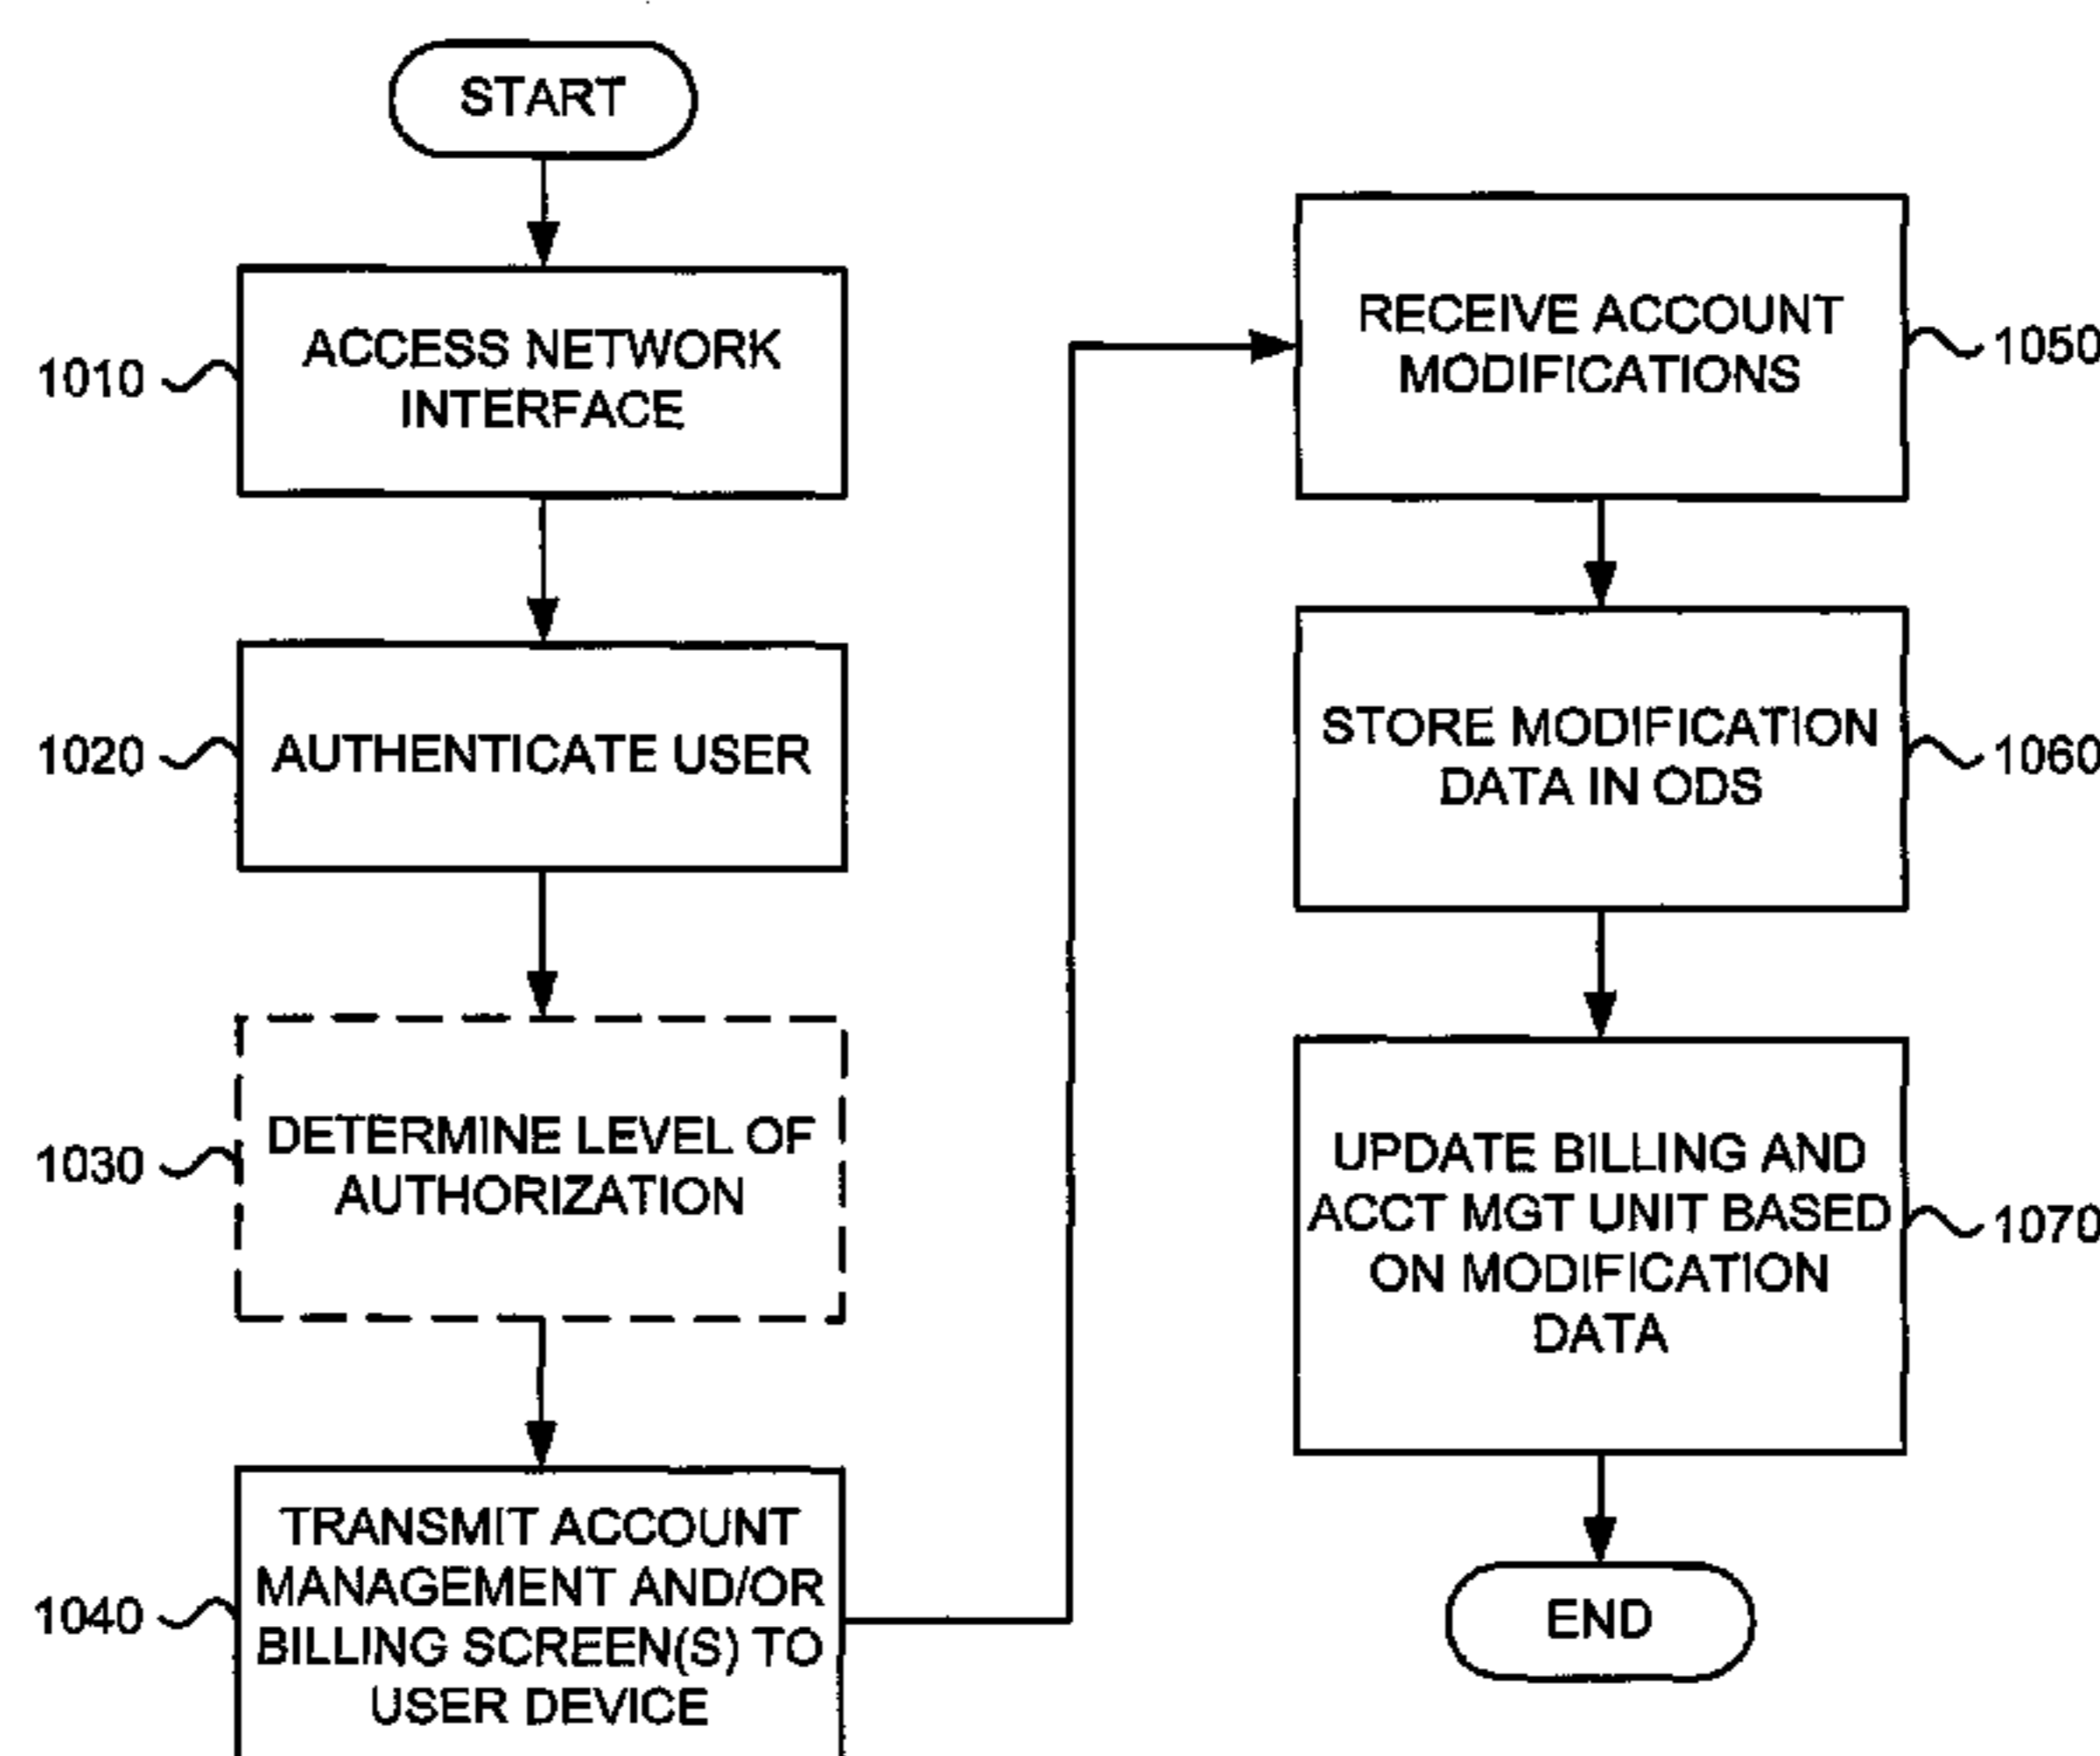 START
1010
ACCESS NETWORK
INTERFACE
1020
AUTHENTICATE USER
1030
DETERMINE LEVEL OF
AUTHORIZATION
1040
TRANSMIT ACCOUNT
MANAGEMENT AND/OR
BILLING SCREEN(S) TO
USER DEVICE
RECEIVE ACCOUNT
MODIFICATIONS
1050
STORE MODIFICATION
DATA IN ODS
1060
UPDATE BILLING AND
ACCT MGT UNIT BASED
ON MODIFICATION
DATA
1070
END